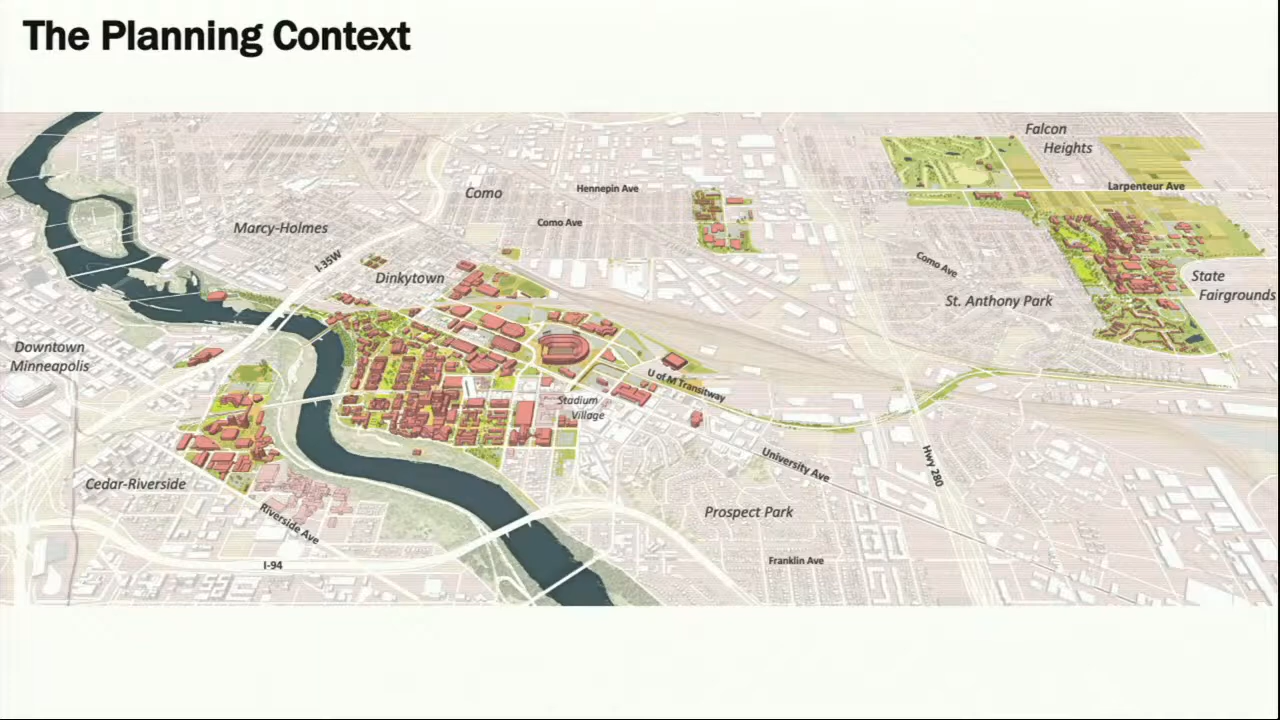 The Planning Context
Falcon
Heights
Hennepin Ave
Larpenteur Ave
Como
Como Ave
Marcy-Holmes
I-35W
Dinkytown
Como Ave
State
Fairgrounds
St. Anthony Park
Downtown
Minneapolis
U of M Transitway
Stadium
Village
University Ave
Hwy 280
Cedar-Riverside
Riverside Ave
Prospect Park
I-94
Franklin Ave